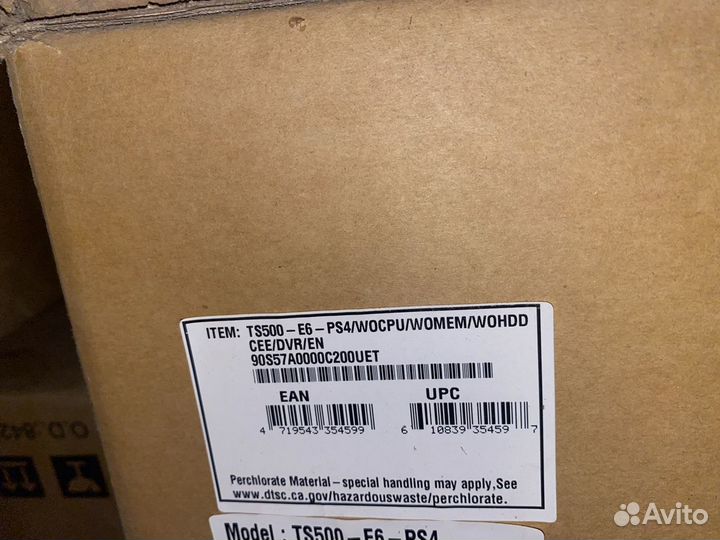 ITEM: TS500-E6-PS4/WOCPU/WOMEM/WOHDD
CEE/DVR/EN
90S57A0000C200UET
EAN UPC
4 719543 354599 6 10839 35459 7
Perchlorate Material-special handling may apply,See
www.dtsc.ca.gov/hazardouswaste/perchlorate.
Model : TS500-E6-PS4
O.D. 842
Avito